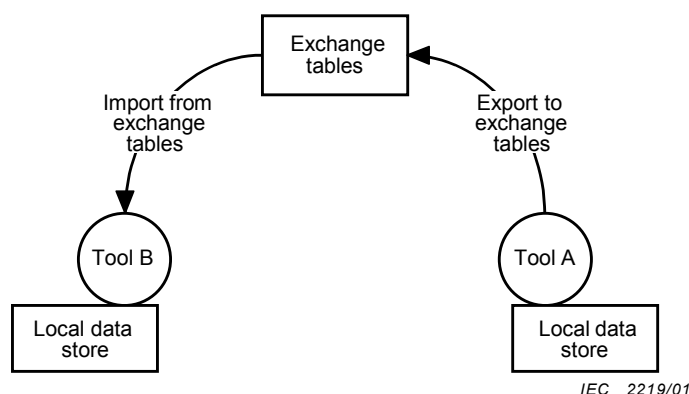 Exchange
tables
Import from
exchange
tables
Export to
exchange
tables
Tool B
Tool A
Local data
store
Local data
store
IEC 2219/01